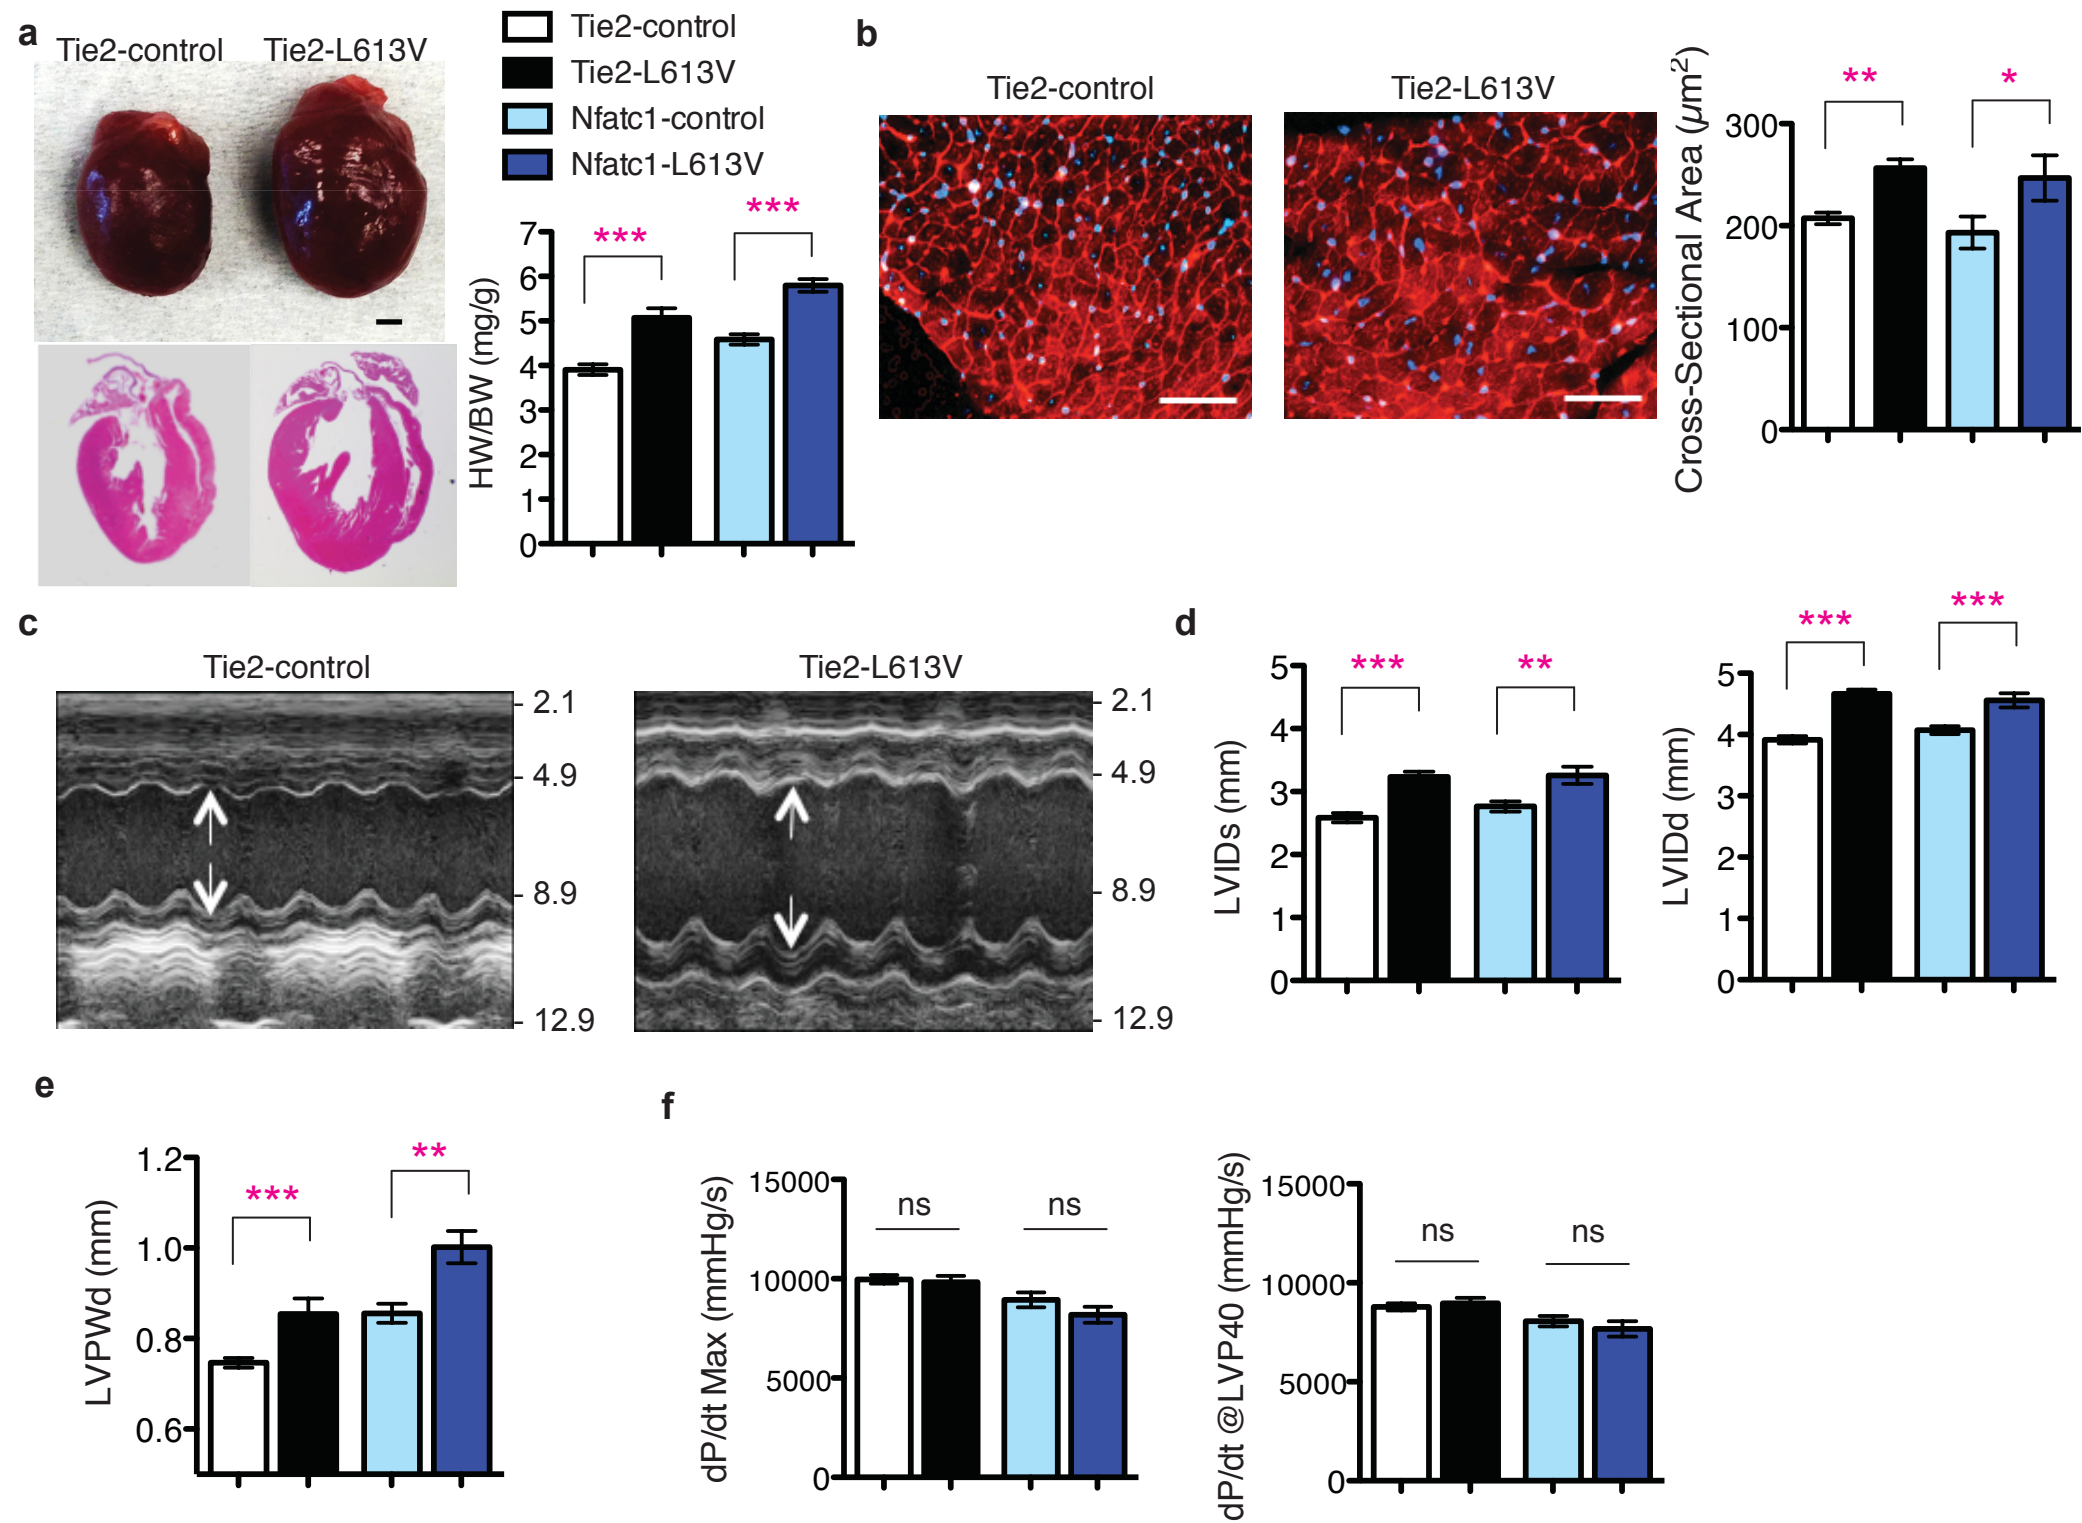 a
Tie2-control
Tie2-L613V
Tie2-control
Tie2-L613V
Nfatc1-control
Nfatc1-L613V
HW/BW (mg/g)
7
6
5
4
3
2
1
0
***
***
b
Tie2-control
Tie2-L613V
Cross-Sectional Area (µm²)
300
200
100
0
**
*
c
Tie2-control
- 2.1
- 4.9
- 8.9
- 12.9
Tie2-L613V
- 2.1
- 4.9
- 8.9
- 12.9
d
LVIDs (mm)
5
4
3
2
1
0
***
**
LVIDd (mm)
5
4
3
2
1
0
***
***
e
LVPWd (mm)
1.2
1.0
0.8
0.6
***
**
f
dP/dt Max (mmHg/s)
15000
10000
5000
0
ns
ns
dP/dt @LVP40 (mmHg/s)
15000
10000
5000
0
ns
ns